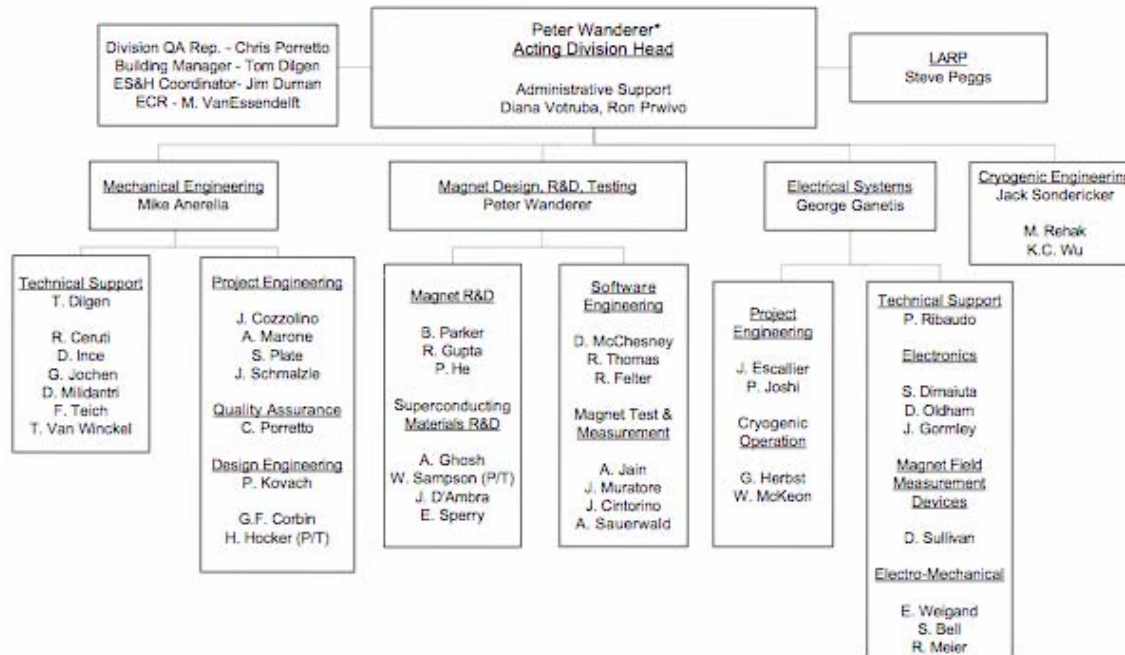 Peter Wanderer*
Acting Division Head
Administrative Support
Diana Votruba, Ron Prwivo
Division QA Rep. - Chris Porretto
Building Manager - Tom Dilgen
ES&H Coordinator- Jim Durnan
ECR - M. VanEssendelft
LARP
Steve Peggs
Mechanical Engineering
Mike Anerella
Magnet Design, R&D, Testing
Peter Wanderer
Electrical Systems
George Ganetis
Cryogenic Engineering
Jack Sondericker
M. Rehak
K.C. Wu
Technical Support
T. Dilgen
R. Ceruti
D. Ince
G. Jochen
D. Milidantri
F. Teich
T. Van Winckel
Project Engineering
J. Cozzolino
A. Marone
S. Plate
J. Schmalzle
Quality Assurance
C. Porretto
Design Engineering
P. Kovach
G.F. Corbin
H. Hocker (P/T)
Magnet R&D
B. Parker
R. Gupta
P. He
Superconducting
Materials R&D
A. Ghosh
W. Sampson (P/T)
J. D'Ambra
E. Sperry
Software
Engineering
D. McChesney
R. Thomas
R. Felter
Magnet Test &
Measurement
A. Jain
J. Muratore
J. Cintorino
A. Sauerwald
Project
Engineering
J. Escallier
P. Joshi
Cryogenic
Operation
G. Herbst
W. McKeon
Technical Support
P. Ribaudo
Electronics
S. Dimaiuta
D. Oldham
J. Gormley
Magnet Field
Measurement
Devices
D. Sullivan
Electro-Mechanical
E. Weigand
S. Bell
R. Meier